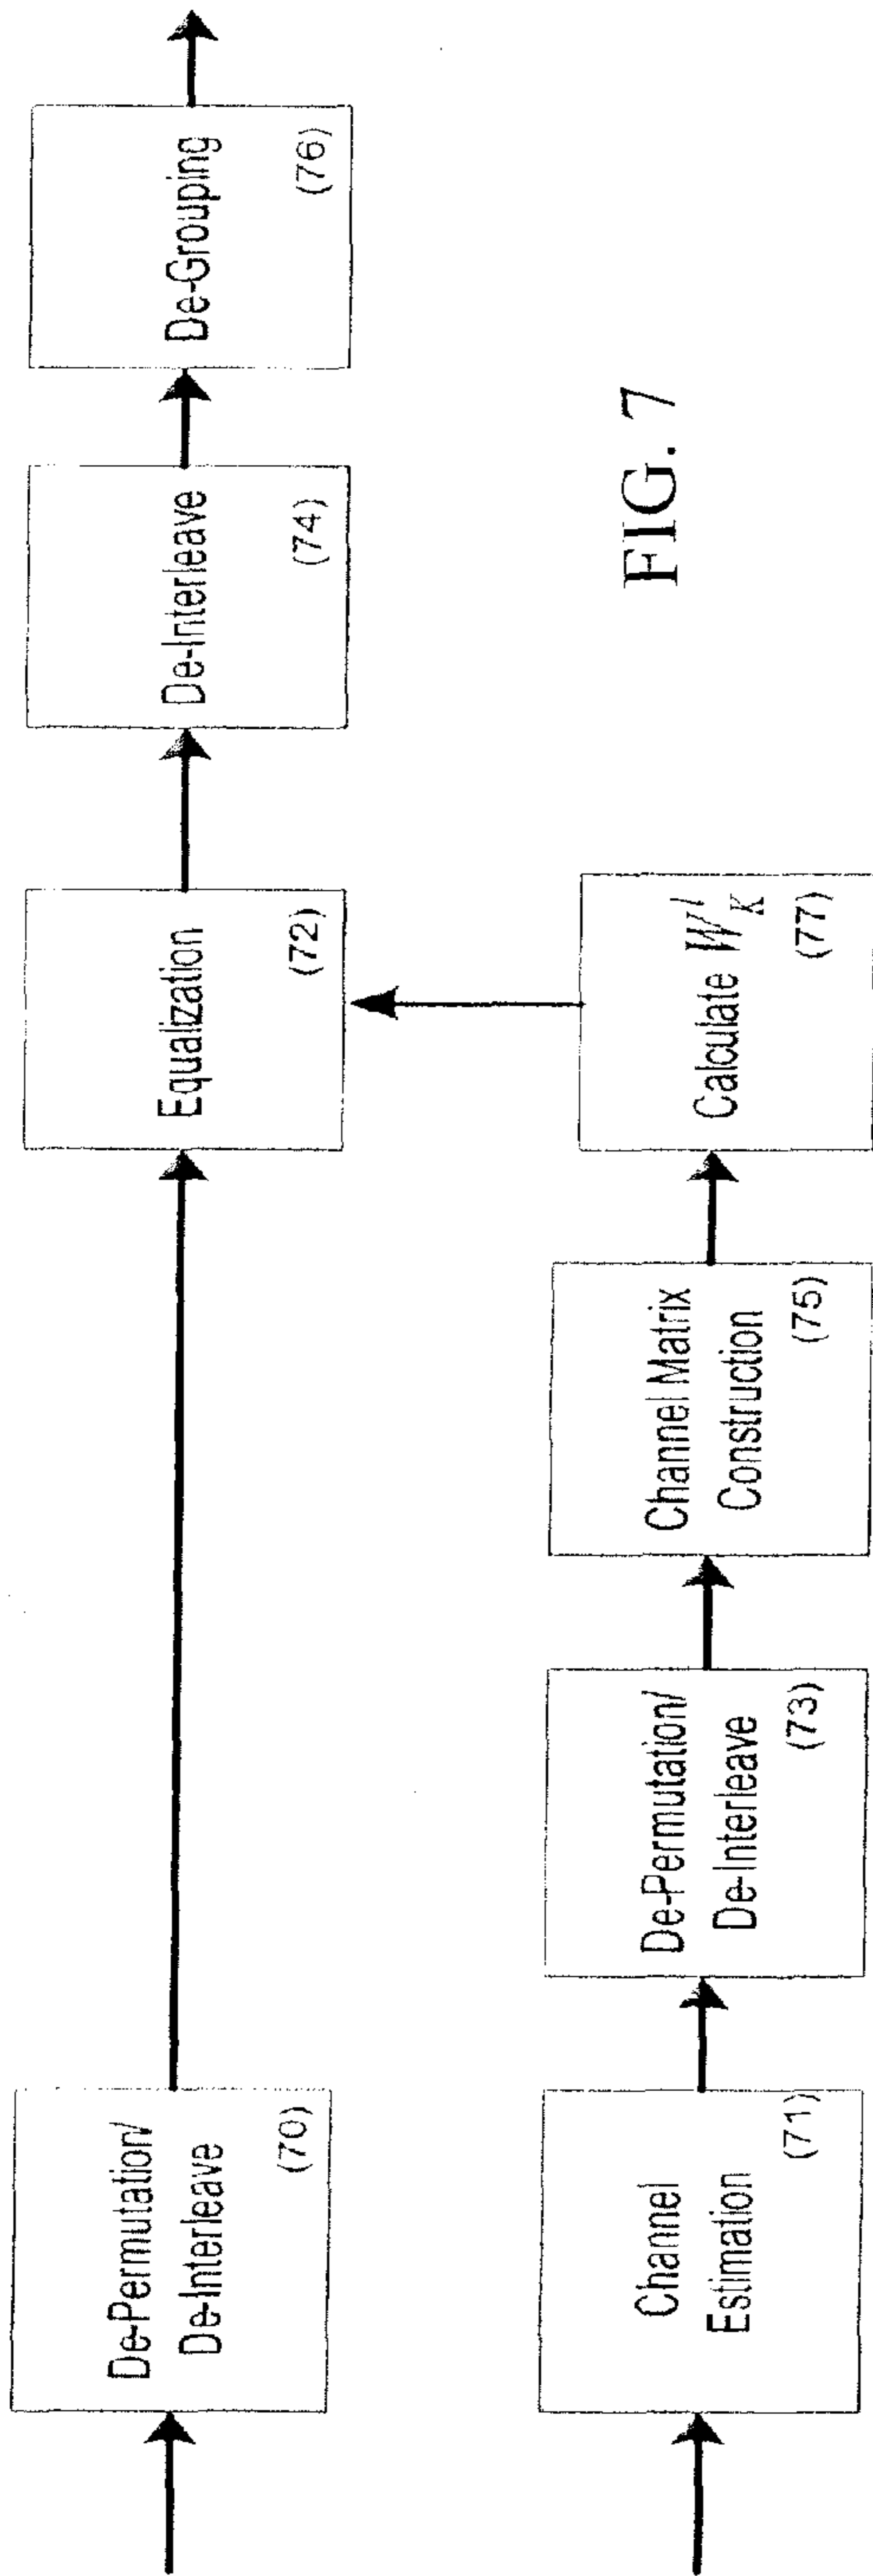 De-Permutation/
De-Interleave
(70)
Equalization
(72)
De-Interleave
(74)
De-Grouping
(76)
Channel
Estimation
(71)
De-Permutation/
De-Interleave
(73)
Channel Matrix
Construction
(75)
Calculate W_K^l
(77)
FIG. 7